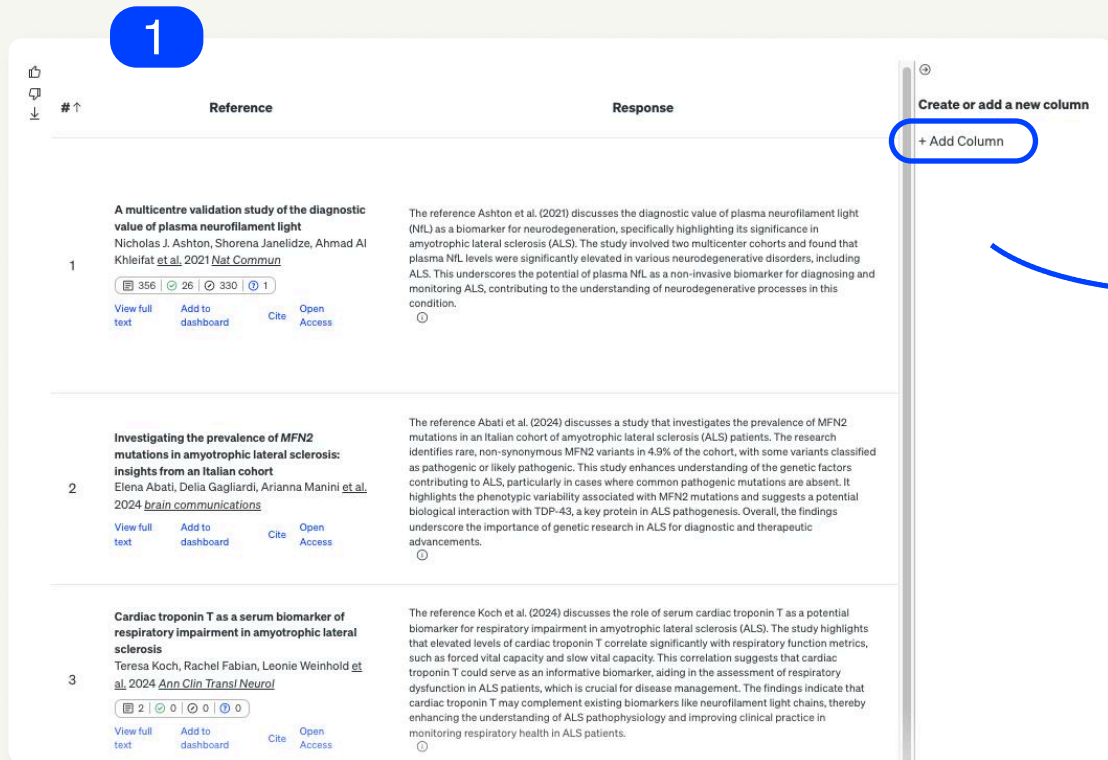 1
# ↑ Reference Response
Create or add a new column
+ Add Column
1
A multicentre validation study of the diagnostic
value of plasma neurofilament light
Nicholas J. Ashton, Shorena Janelidze, Ahmad Al
Khleifat et al. 2021 Nat Commun
356 26 330 1
View full
text
Add to
dashboard
Cite
Open
Access
The reference Ashton et al. (2021) discusses the diagnostic value of plasma neurofilament light
(NfL) as a biomarker for neurodegeneration, specifically highlighting its significance in
amyotrophic lateral sclerosis (ALS). The study involved two multicenter cohorts and found that
plasma NfL levels were significantly elevated in various neurodegenerative disorders, including
ALS. This underscores the potential of plasma NfL as a non-invasive biomarker for diagnosing and
monitoring ALS, contributing to the understanding of neurodegenerative processes in this
condition.
2
Investigating the prevalence of MFN2
mutations in amyotrophic lateral sclerosis:
insights from an Italian cohort
Elena Abati, Delia Gagliardi, Arianna Manini et al.
2024 brain communications
View full
text
Add to
dashboard
Cite
Open
Access
The reference Abati et al. (2024) discusses a study that investigates the prevalence of MFN2
mutations in an Italian cohort of amyotrophic lateral sclerosis (ALS) patients. The research
identifies rare, non-synonymous MFN2 variants in 4.9% of the cohort, with some variants classified
as pathogenic or likely pathogenic. This study enhances understanding of the genetic factors
contributing to ALS, particularly in cases where common pathogenic mutations are absent. It
highlights the phenotypic variability associated with MFN2 mutations and suggests a potential
biological interaction with TDP-43, a key protein in ALS pathogenesis. Overall, the findings
underscore the importance of genetic research in ALS for diagnostic and therapeutic
advancements.
3
Cardiac troponin T as a serum biomarker of
respiratory impairment in amyotrophic lateral
sclerosis
Teresa Koch, Rachel Fabian, Leonie Weinhold et
al. 2024 Ann Clin Transl Neurol
2 0 0 0
View full
text
Add to
dashboard
Cite
Open
Access
The reference Koch et al. (2024) discusses the role of serum cardiac troponin T as a potential
biomarker for respiratory impairment in amyotrophic lateral sclerosis (ALS). The study highlights
that elevated levels of cardiac troponin T correlate significantly with respiratory function metrics,
such as forced vital capacity and slow vital capacity. This correlation suggests that cardiac
troponin T could serve as an informative biomarker, aiding in the assessment of respiratory
dysfunction in ALS patients, which is crucial for disease management. The findings indicate that
cardiac troponin T may complement existing biomarkers like neurofilament light chains, thereby
enhancing the understanding of ALS pathophysiology and improving clinical practice in
monitoring respiratory health in ALS patients.